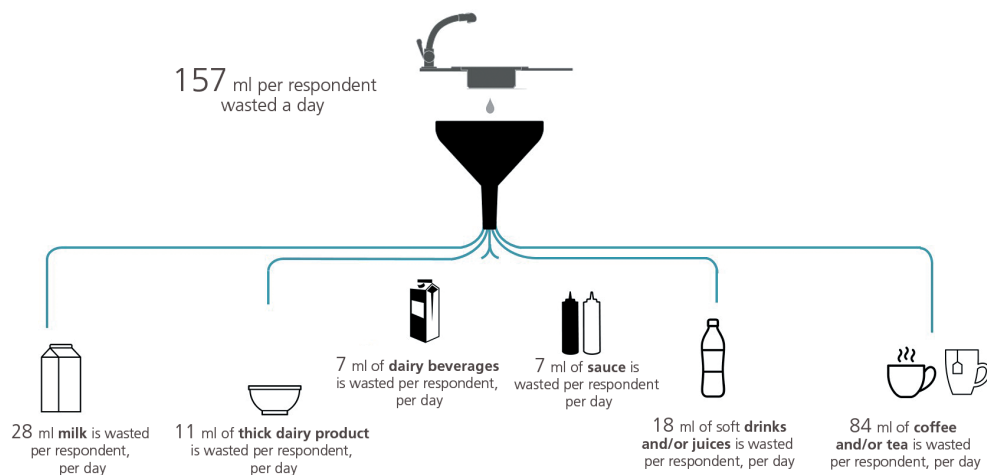 157 ml per respondent
wasted a day
28 ml milk is wasted
per respondent,
per day
11 ml of thick dairy product
is wasted per respondent,
per day
7 ml of dairy beverages
is wasted per respondent,
per day
7 ml of sauce is
wasted per respondent
per day
18 ml of soft drinks
and/or juices is wasted
per respondent, per day
84 ml of coffee
and/or tea is wasted
per respondent, per day